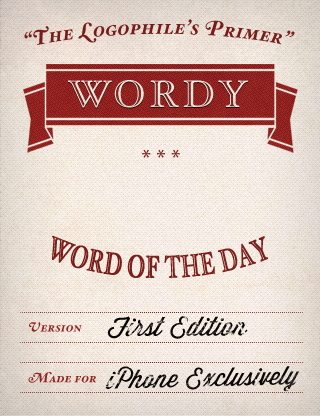 “The Logophile’s Primer”
WORDY
* * *
WORD OF THE DAY
Version First Edition
Made for iPhone Exclusively